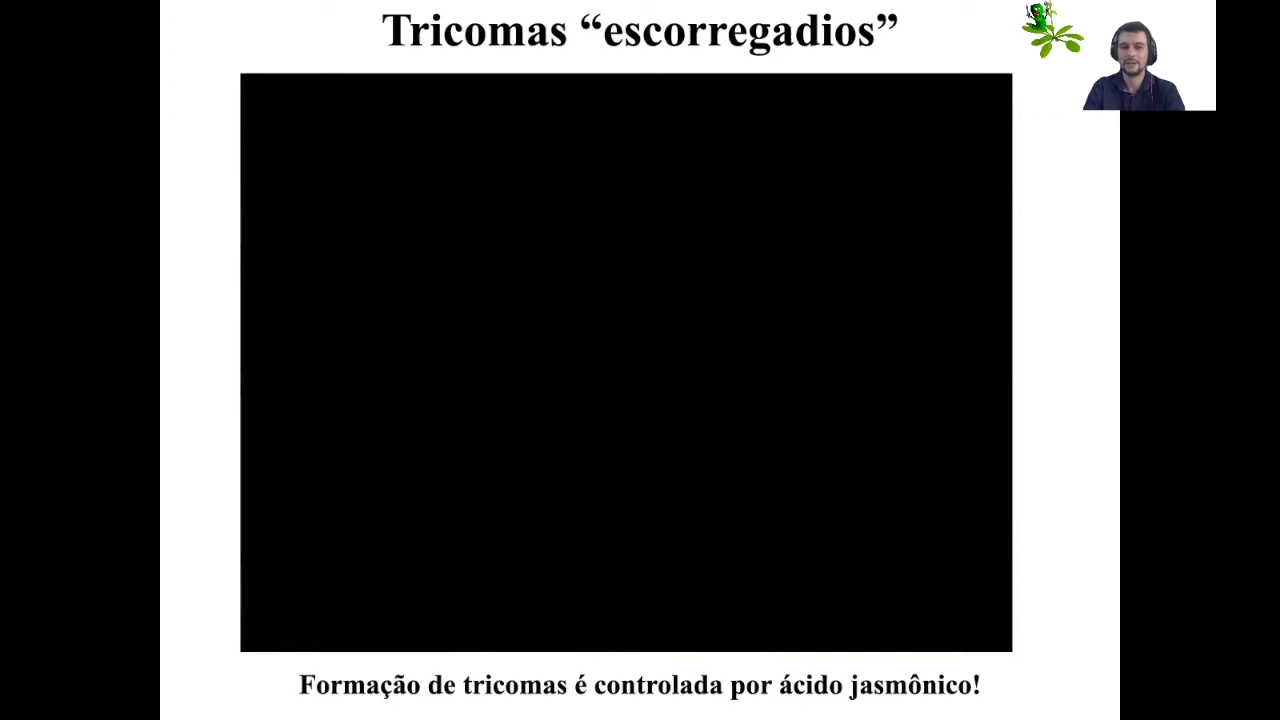 Tricomas “escorregadios”
Formação de tricomas é controlada por ácido jasmônico!